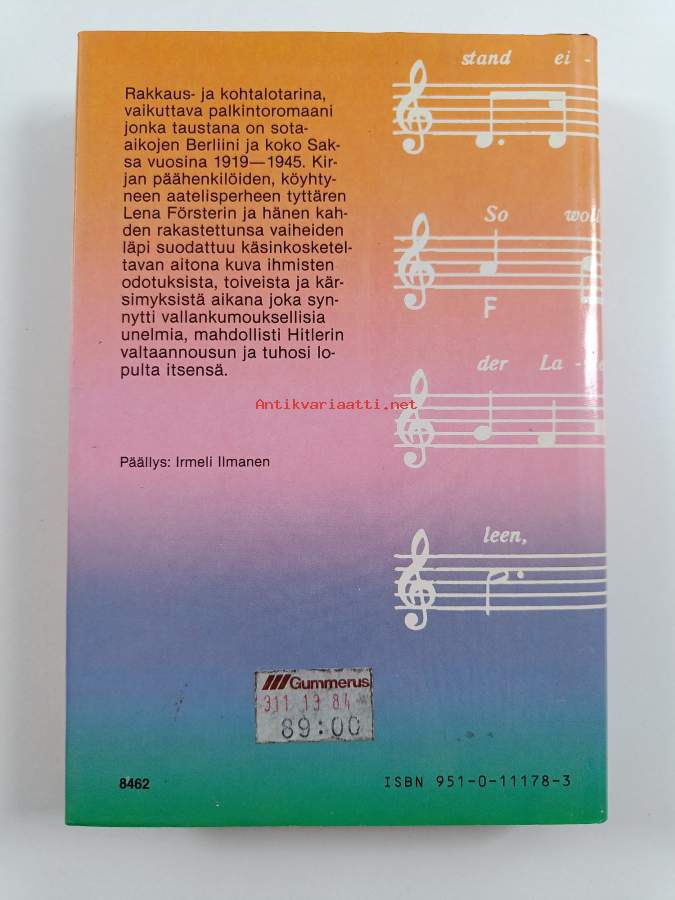 stand ei-
Rakkaus- ja kohtalotarina,
vaikuttava palkintoromaani
jonka taustana on sota-
aikojen Berliini ja koko Sak-
sa vuosina 1919—1945. Kir-
jan päähenkilöiden, köyhty-
neen aatelisperheen tyttären
Lena Försterin ja hänen kah-
den rakastettunsa vaiheiden
läpi suodattuu käsinkosketel-
tavan aitona kuva ihmisten
odotuksista, toiveista ja kär-
simyksistä aikana joka syn-
nytti vallankumouksellisia
unelmia, mahdollisti Hitlerin
valtaannousun ja tuhosi lo-
pulta itsensä.
So woll
F
der La-
Antikvariaatti.net
Päällys: Irmeli Ilmanen
leen,
Gummerus
311 13 84
89:00
8462
ISBN 951-0-11178-3